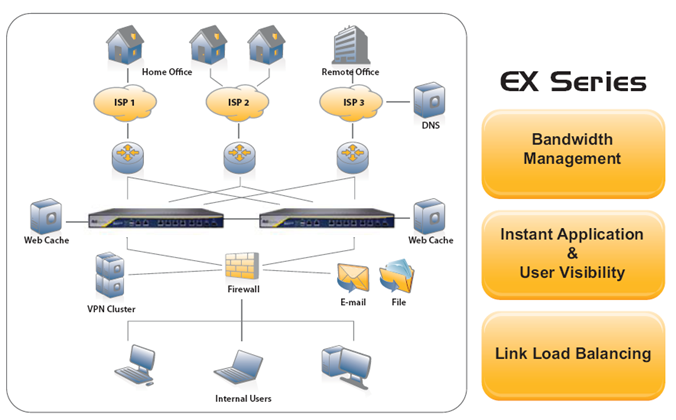 Home Office
Remote Office
ISP 1
ISP 2
ISP 3
DNS
Web Cache
Web Cache
VPN Cluster
Firewall
E-mail
File
Internal Users
EX Series
Bandwidth
Management
Instant Application
&
User Visibility
Link Load Balancing